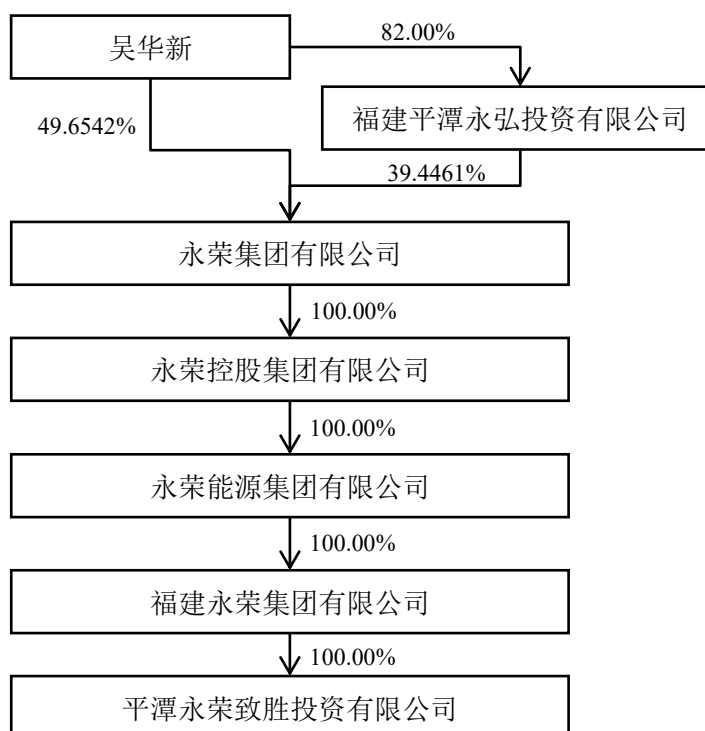 吴华新
82.00%
49.6542%
福建平潭永弘投资有限公司
39.4461%
永荣集团有限公司
100.00%
永荣控股集团有限公司
100.00%
永荣能源集团有限公司
100.00%
福建永荣集团有限公司
100.00%
平潭永荣致胜投资有限公司